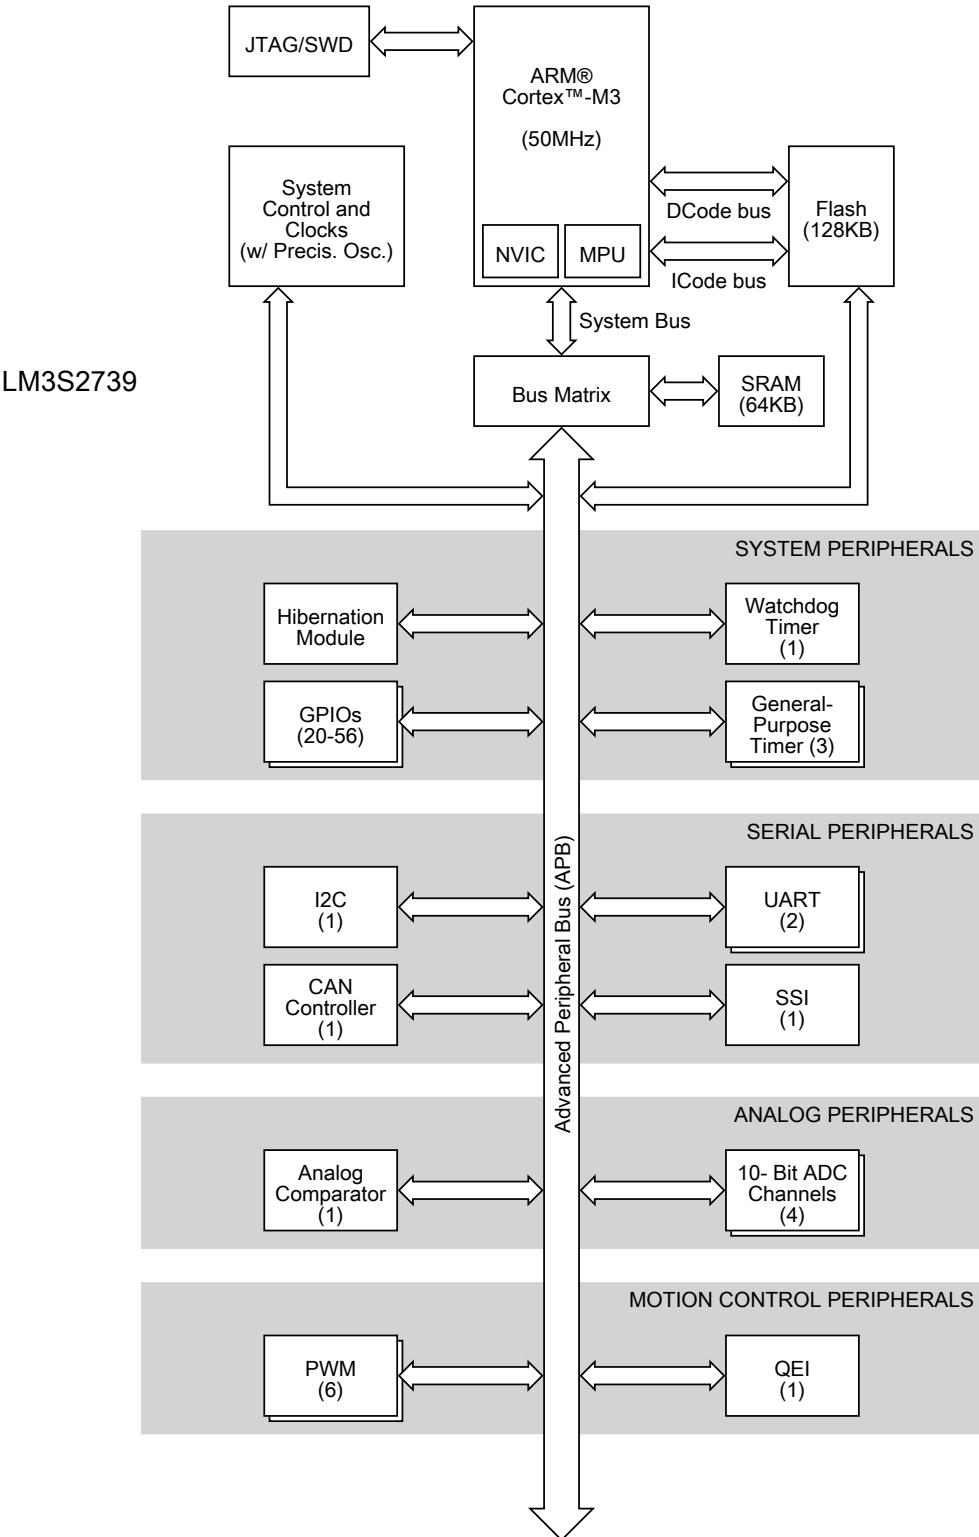 JTAG/SWD
ARM®
Cortex™-M3
(50MHz)
System
Control and
Clocks
(w/ Precis. Osc.)
DCode bus
Flash
(128KB)
NVIC
MPU
ICode bus
System Bus
LM3S2739
Bus Matrix
SRAM
(64KB)
SYSTEM PERIPHERALS
Hibernation
Module
Watchdog
Timer
(1)
GPIOs
(20-56)
General-
Purpose
Timer (3)
Advanced Peripheral Bus (APB)
SERIAL PERIPHERALS
I2C
(1)
UART
(2)
CAN
Controller
(1)
SSI
(1)
ANALOG PERIPHERALS
Analog
Comparator
(1)
10- Bit ADC
Channels
(4)
MOTION CONTROL PERIPHERALS
PWM
(6)
QEI
(1)